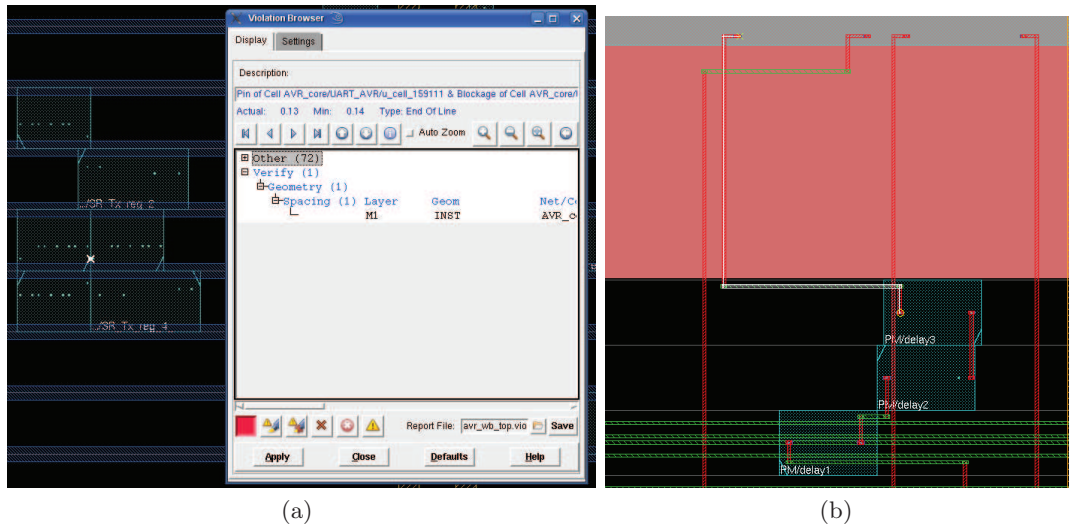 Violation Browser
Display Settings
Description:
Pin of Cell AVR_core/UART_AVR/u_cell_159111 & Blockage of Cell AVR_core/
Actual: 0.13 Min: 0.14 Type: End Of Line
Auto Zoom
Other (72)
Verify (1)
Geometry (1)
Spacing (1) Layer Geom Net/C
M1 INST AVR_c
../SR_Tx_reg_2_
../SR_Tx_reg_4_
Report File: avr_wb_top.vio Save
Apply Close Defaults Help
PM/delay3
PM/delay2
PM/delay1
(a) (b)